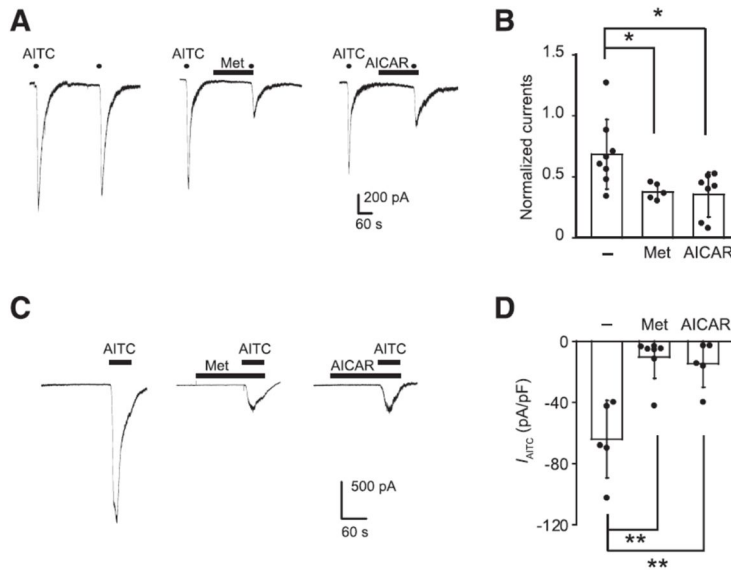 A
AITC
AITC
Met
AITC
AICAR
200 pA
60 s
B
*
*
Normalized currents
1.5
1.0
0.5
0
–
Met
AICAR
C
AITC
AITC
Met
AITC
AICAR
500 pA
60 s
D
–
Met
AICAR
I_AITC (pA/pF)
0
-40
-80
-120
**
**